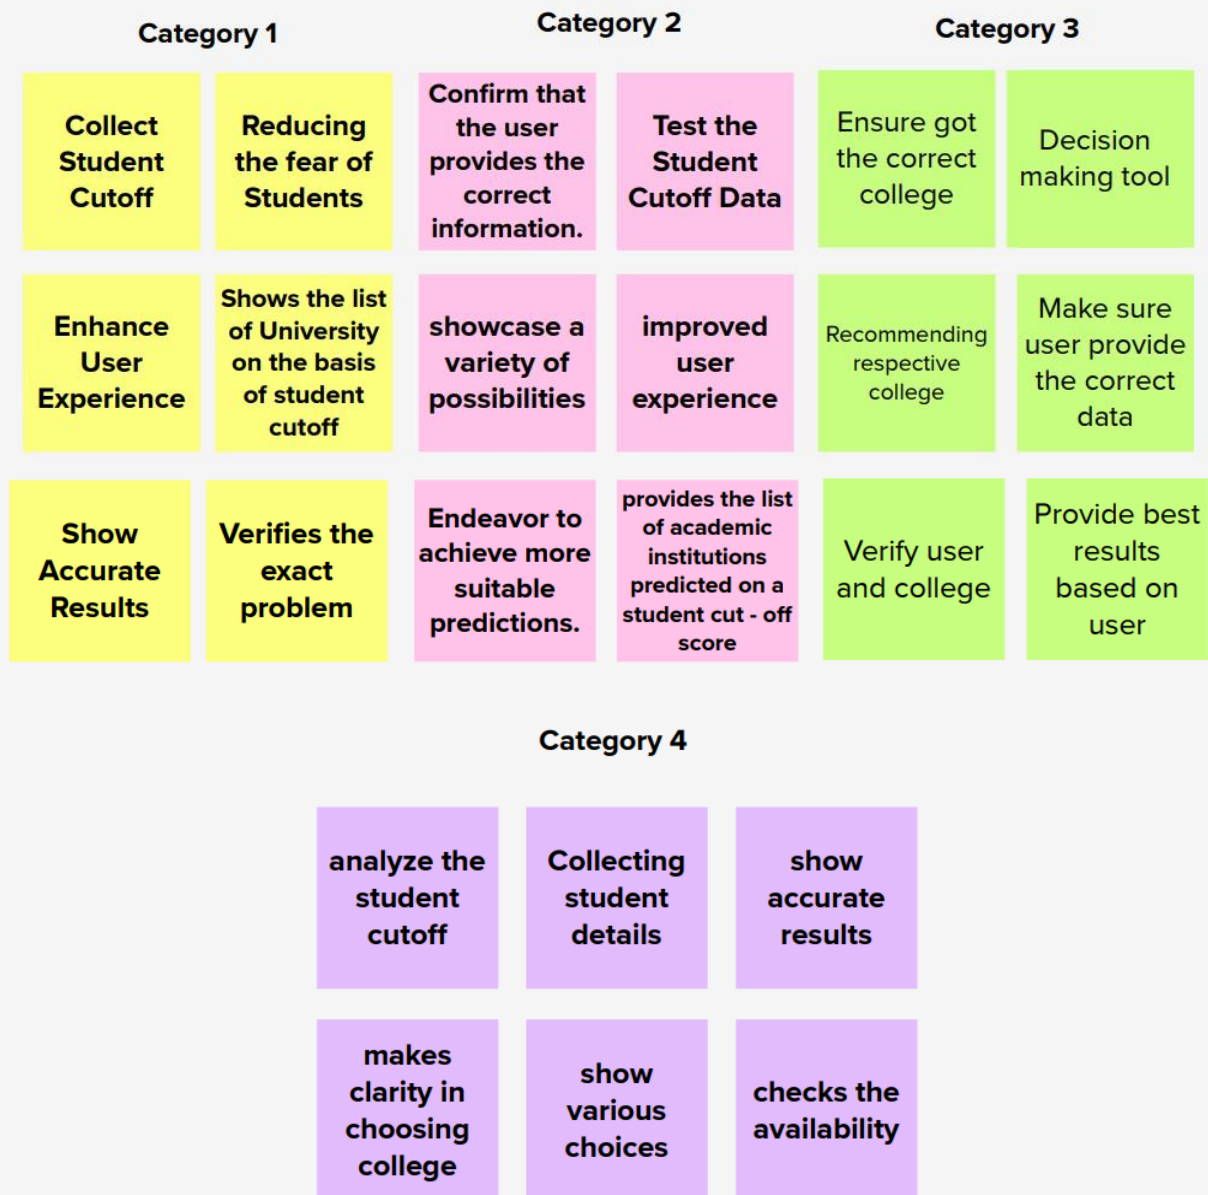 Category 1
Collect
Student
Cutoff
Reducing
the fear of
Students
Enhance
User
Experience
Shows the list
of University
on the basis
of student
cutoff
Show
Accurate
Results
Verifies the
exact
problem
Category 2
Confirm that
the user
provides the
correct
information.
Test the
Student
Cutoff Data
showcase a
variety of
possibilities
improved
user
experience
Endeavor to
achieve more
suitable
predictions.
provides the list
of academic
institutions
predicted on a
student cut - off
score
Category 3
Ensure got
the correct
college
Decision
making tool
Recommending
respective
college
Make sure
user provide
the correct
data
Verify user
and college
Provide best
results
based on
user
Category 4
analyze the
student
cutoff
Collecting
student
details
show
accurate
results
makes
clarity in
choosing
college
show
various
choices
checks the
availability